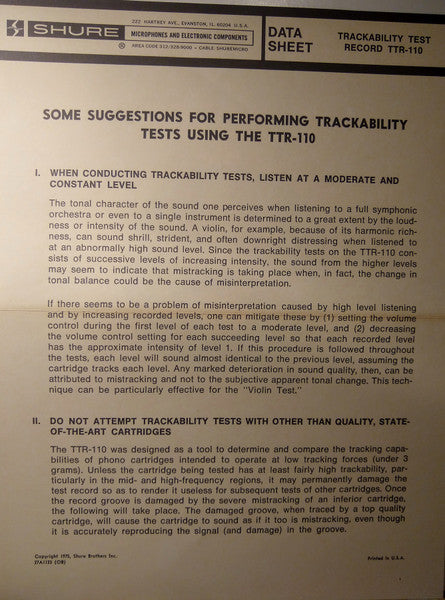 222 HARTREY AVE., EVANSTON, IL 60204 U.S.A.
SHURE
MICROPHONES AND ELECTRONIC COMPONENTS
AREA CODE 312/328-9000 • CABLE: SHUREMICRO
DATA
SHEET
TRACKABILITY TEST
RECORD TTR-110
SOME SUGGESTIONS FOR PERFORMING TRACKABILITY
TESTS USING THE TTR-110
I. WHEN CONDUCTING TRACKABILITY TESTS, LISTEN AT A MODERATE AND
CONSTANT LEVEL
The tonal character of the sound one perceives when listening to a full symphonic
orchestra or even to a single instrument is determined to a great extent by the loud-
ness or intensity of the sound. A violin, for example, because of its harmonic rich-
ness, can sound shrill, strident, and often downright distressing when listened to
at an abnormally high sound level. Since the trackability tests on the TTR-110 con-
sists of successive levels of increasing intensity, the sound from the higher levels
may seem to indicate that mistracking is taking place when, in fact, the change in
tonal balance could be the cause of misinterpretation.
If there seems to be a problem of misinterpretation caused by high level listening
and by increasing recorded levels, one can mitigate these by (1) setting the volume
control during the first level of each test to a moderate level, and (2) decreasing
the volume control setting for each succeeding level so that each recorded level
has the approximate intensity of level 1. If this procedure is followed throughout
the tests, each level will sound almost identical to the previous level, assuming the
cartridge tracks each level. Any marked deterioration in sound quality, then, can be
attributed to mistracking and not to the subjective apparent tonal change. This tech-
nique can be particularly effective for the "Violin Test."
II. DO NOT ATTEMPT TRACKABILITY TESTS WITH OTHER THAN QUALITY, STATE-
OF-THE-ART CARTRIDGES
The TTR-110 was designed as a tool to determine and compare the tracking capa-
bilities of phono cartridges intended to operate at low tracking forces (under 3
grams). Unless the cartridge being tested has at least fairly high trackability, par-
ticularly in the mid- and high-frequency regions, it may permanently damage the
test record so as to render it useless for subsequent tests of other cartridges. Once
the record groove is damaged by the severe mistracking of an inferior cartridge,
the following will take place. The damaged groove, when traced by a top quality
cartridge, will cause the cartridge to sound as if it too is mistracking, even though
it is accurately reproducing the signal (and damage) in the groove.
Copyright 1975, Shure Brothers Inc.
27A1135 (OB)
Printed in U.S.A.